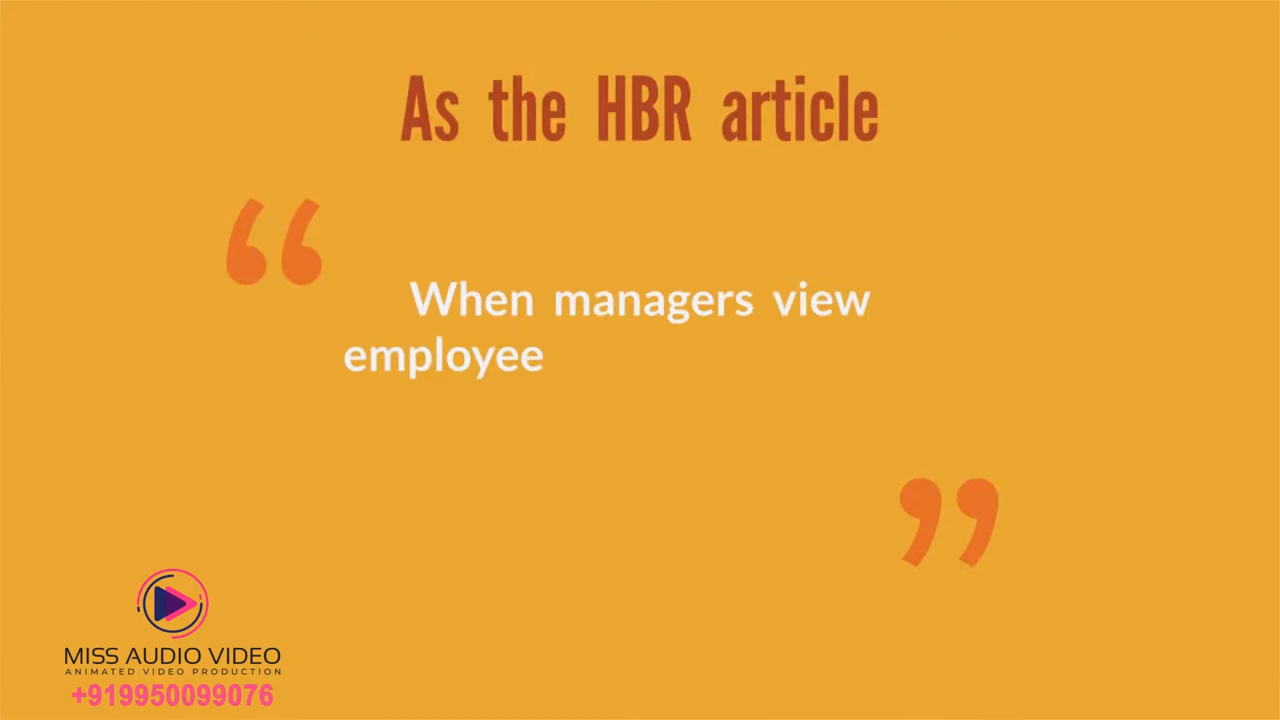 As the HBR article
“
When managers view
employee
”
MISS AUDIO VIDEO
ANIMATED VIDEO PRODUCTION
+919950099076